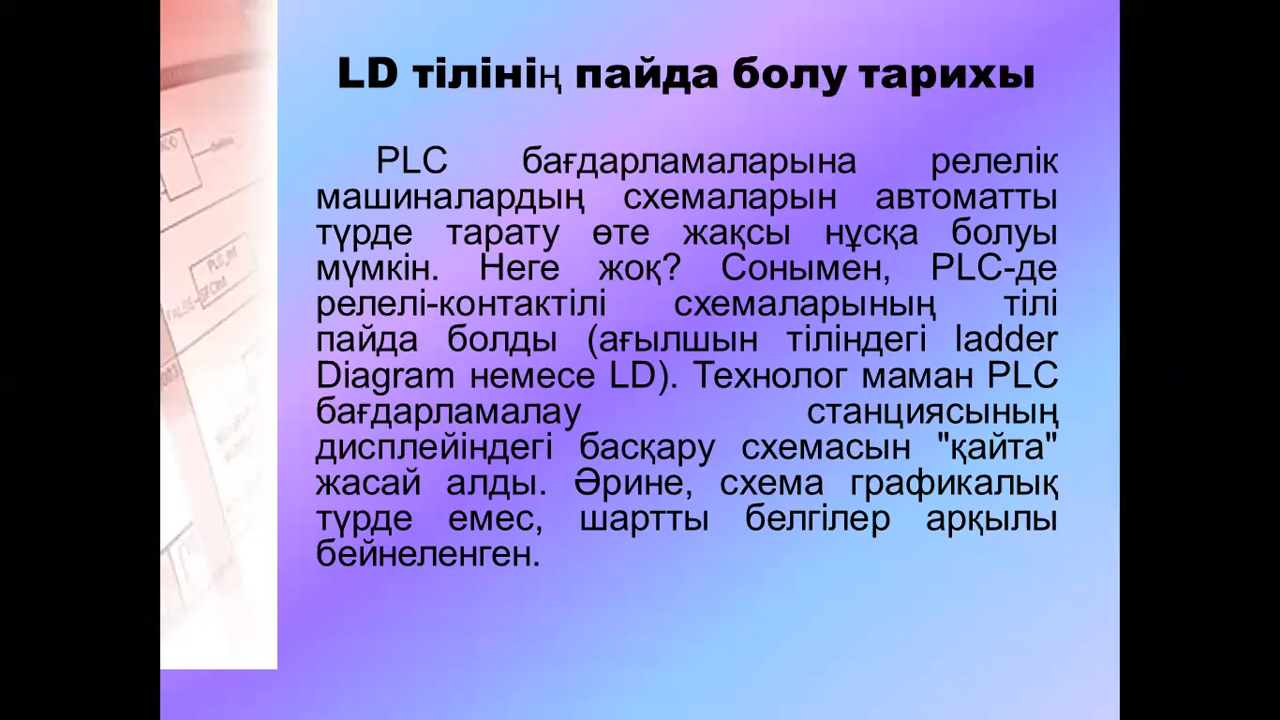 LD тілінің пайда болу тарихы
PLC бағдарламаларына релелік
машиналардың схемаларын автоматты
түрде тарату өте жақсы нұсқа болуы
мүмкін. Неге жоқ? Сонымен, PLC-де
релелі-контактілі схемаларының тілі
пайда болды (ағылшын тіліндегі ladder
Diagram немесе LD). Технолог маман PLC
бағдарламалау станциясының
дисплейіндегі басқару схемасын "қайта"
жасай алды. Әрине, схема графикалық
түрде емес, шартты белгілер арқылы
бейнеленген.